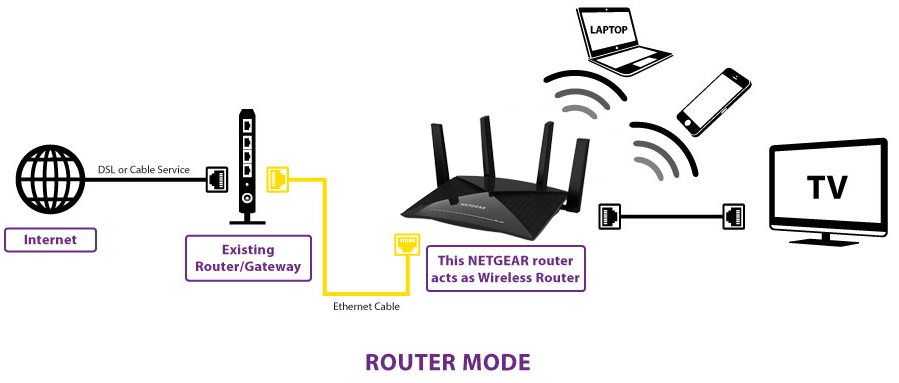 LAPTOP
DSL or Cable Service
TV
NETGEAR
Internet
Existing
Router/Gateway
This NETGEAR router
acts as Wireless Router
Ethernet Cable
ROUTER MODE